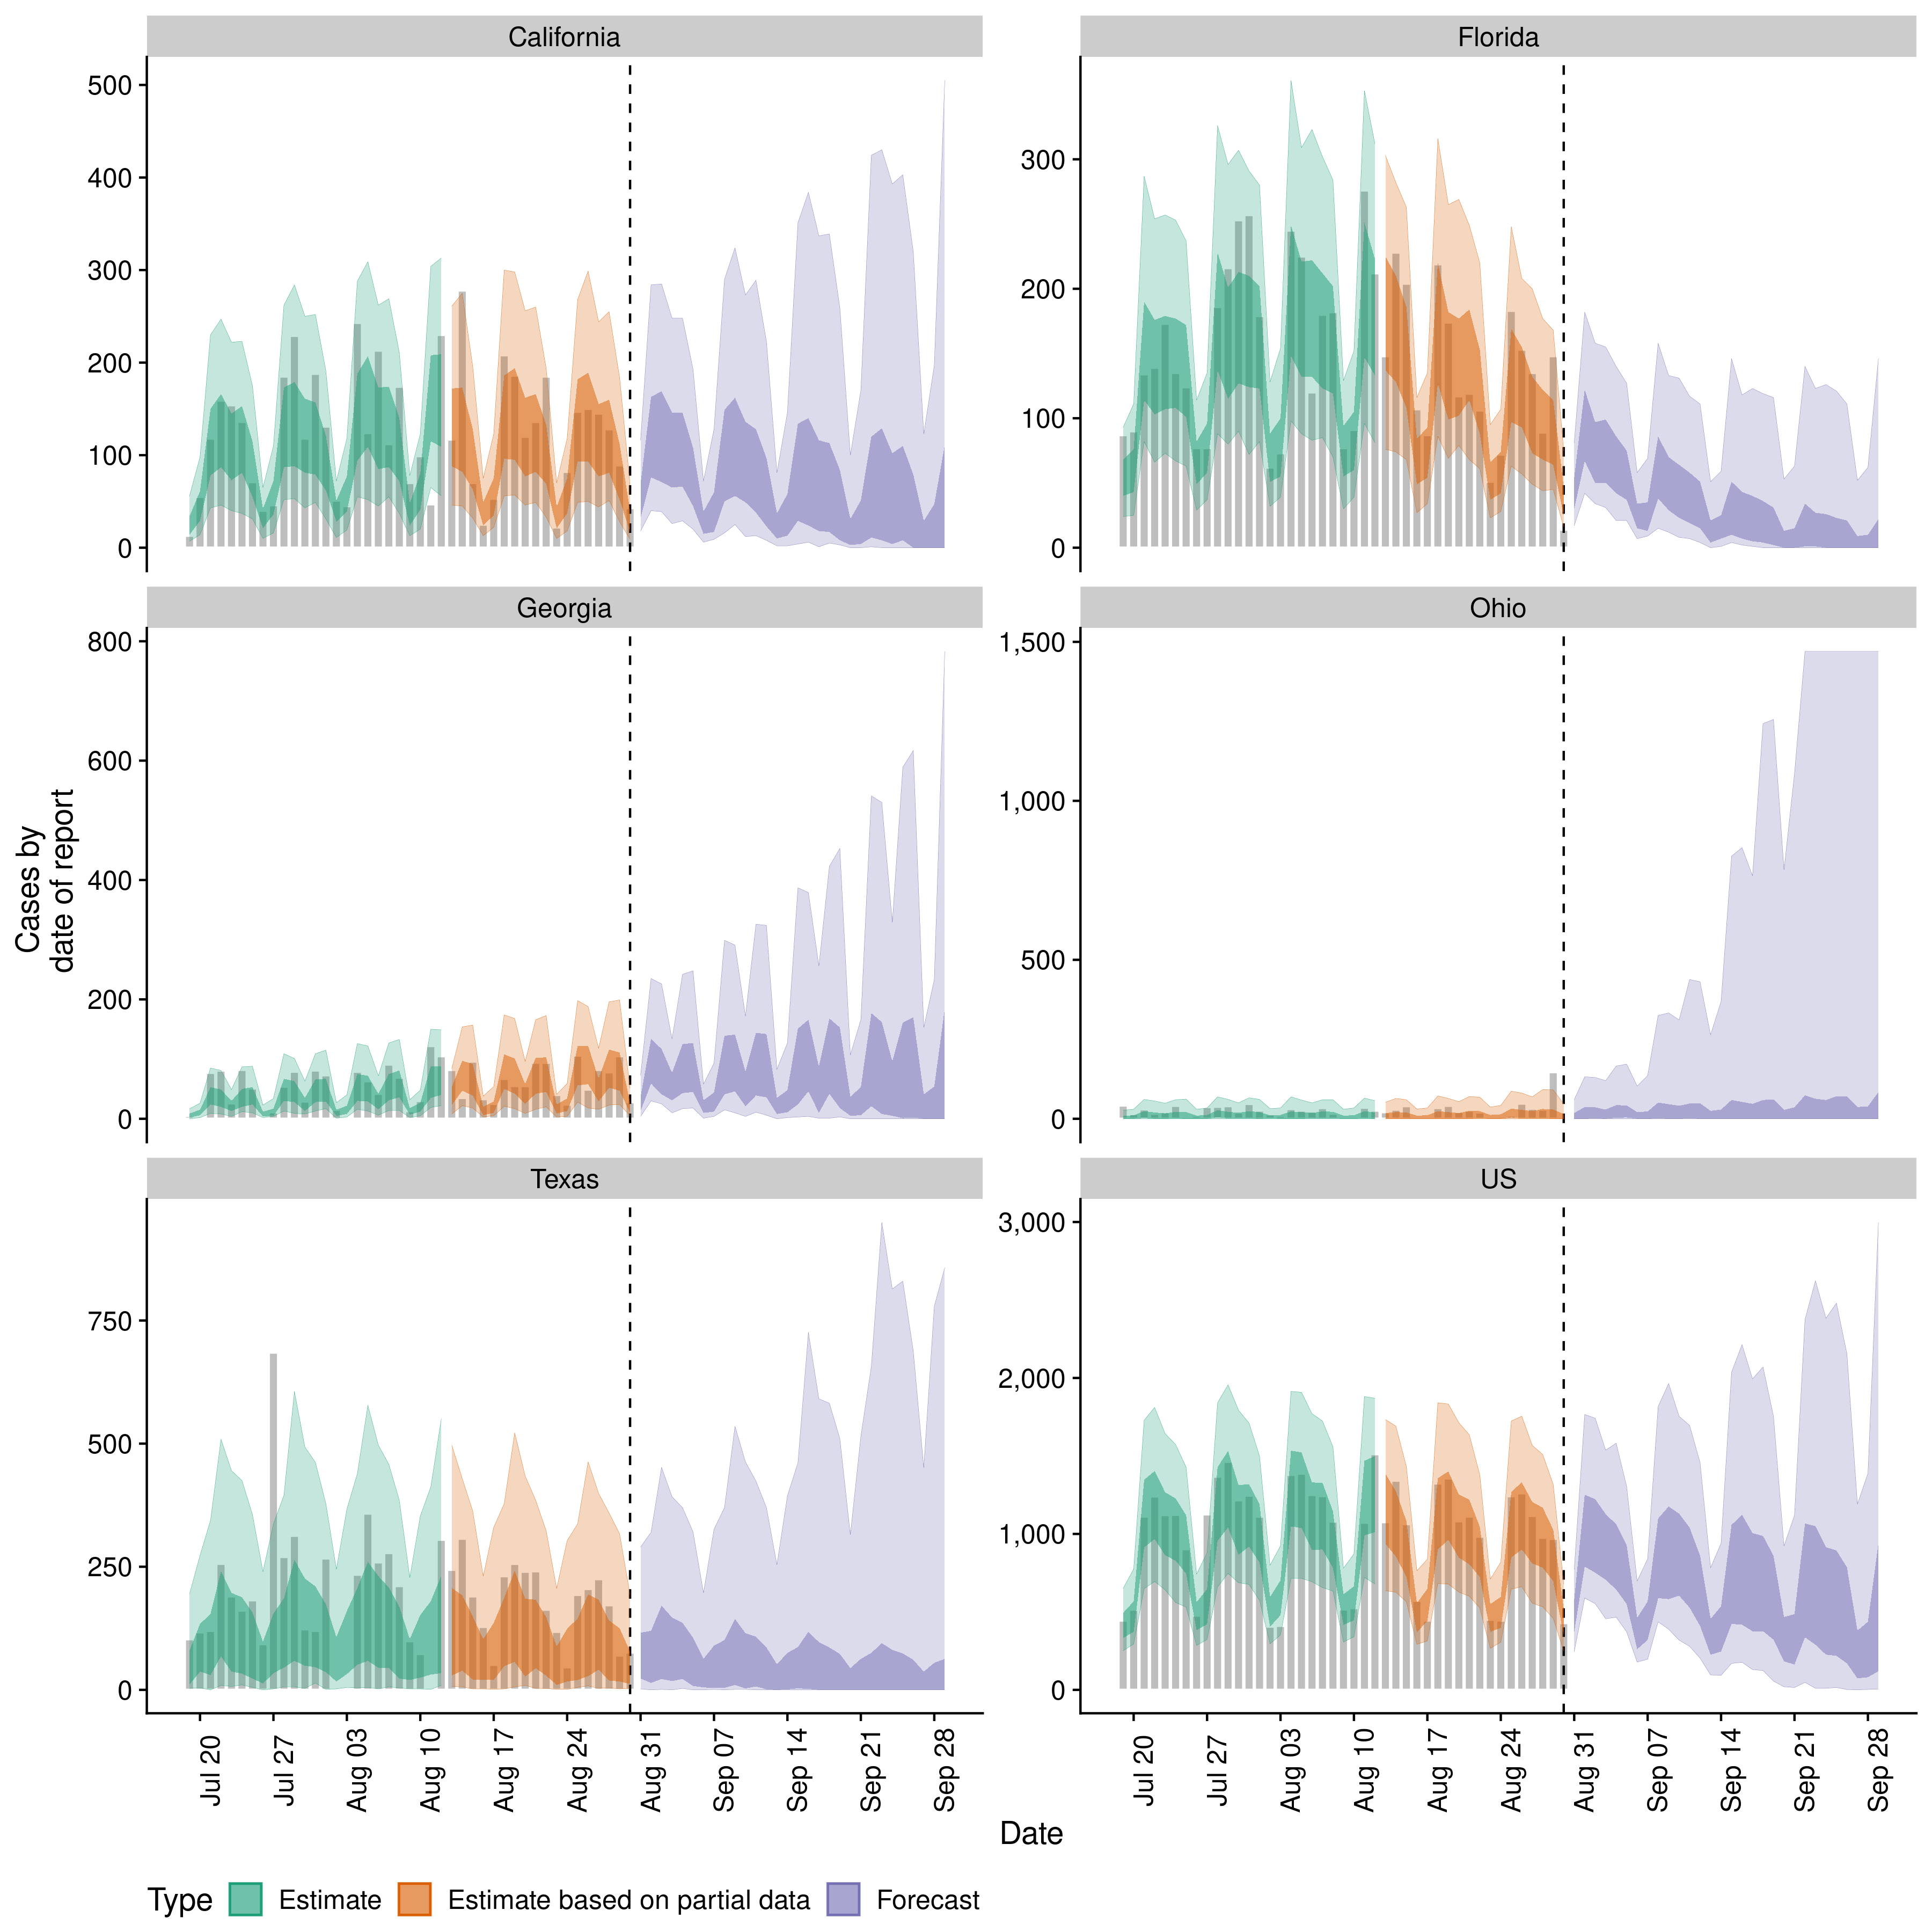 California
Florida
500
400
300
200
100
0
300
200
100
0
Georgia
Ohio
800
600
400
200
0
1,500
1,000
500
0
Texas
US
750
500
250
0
3,000
2,000
1,000
0
Cases by
date of report
Jul 20
Jul 27
Aug 03
Aug 10
Aug 17
Aug 24
Aug 31
Sep 07
Sep 14
Sep 21
Sep 28
Jul 20
Jul 27
Aug 03
Aug 10
Aug 17
Aug 24
Aug 31
Sep 07
Sep 14
Sep 21
Sep 28
Date
Type Estimate Estimate based on partial data Forecast